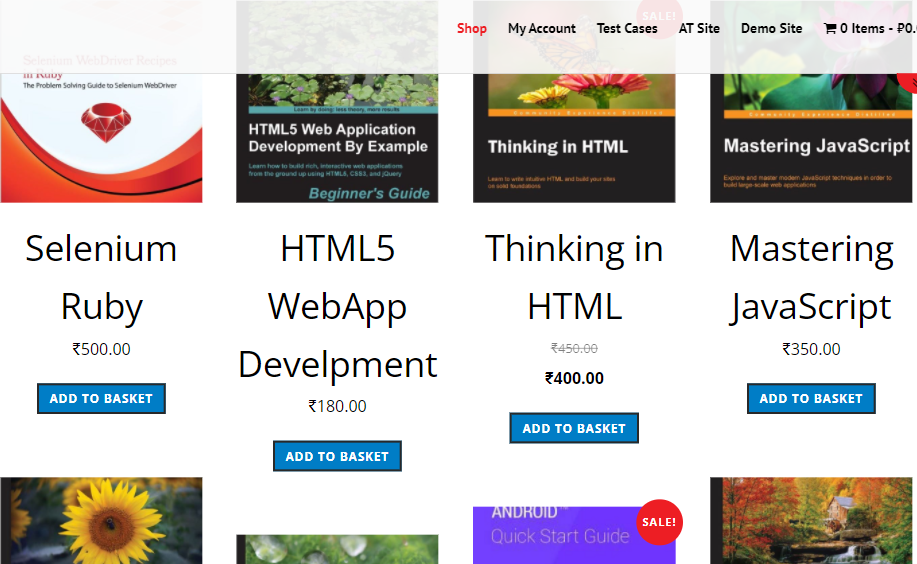 SALE!
Shop My Account Test Cases AT Site Demo Site 0 Items - ₹0.
Selenium WebDriver Recipes
in Ruby
The Problem Solving Guide to Selenium WebDriver
Learn by doing: less theory, more results
HTML5 Web Application
Development By Example
Learn how to build rich, interactive web applications
from the ground up using HTML5, CSS3, and jQuery
Beginner's Guide
Community Experience Distilled
Thinking in HTML
Learn to write intuitive HTML and build your sites
on solid foundations
Community Experience Distilled
Mastering JavaScript
Explore and master modern JavaScript techniques in order to
build large-scale web applications
Selenium
Ruby
₹500.00
ADD TO BASKET
HTML5
WebApp
Develpment
₹180.00
ADD TO BASKET
Thinking in
HTML
₹450.00
₹400.00
ADD TO BASKET
Mastering
JavaScript
₹350.00
ADD TO BASKET
ANDROID
Quick Start Guide
SALE!